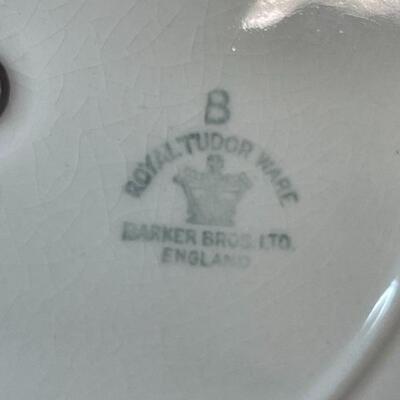 B
ROYAL TUDOR WARE
BARKER BROS. LTD.
ENGLAND